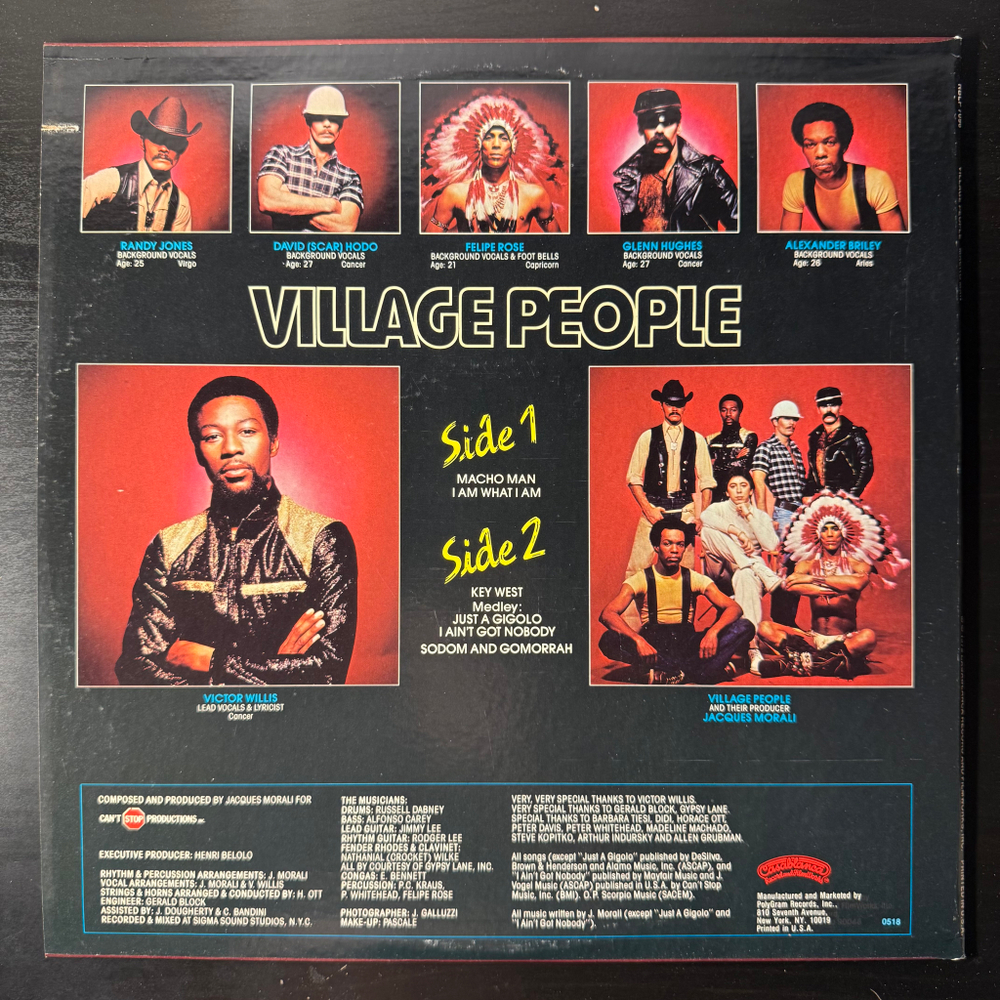 RANDY JONES
BACKGROUND VOCALS
Age: 25 Virgo
DAVID (SCAR) HODO
BACKGROUND VOCALS
Age: 27 Cancer
FELIPE ROSE
BACKGROUND VOCALS & FOOT BELLS
Age: 21 Capricorn
GLENN HUGHES
BACKGROUND VOCALS
Age: 27 Cancer
ALEXANDER BRILEY
BACKGROUND VOCALS
Age: 26 Aries
VILLAGE PEOPLE
Side 1
MACHO MAN
I AM WHAT I AM
Side 2
KEY WEST
Medley:
JUST A GIGOLO
I AIN'T GOT NOBODY
SODOM AND GOMORRAH
VICTOR WILLIS
LEAD VOCALS & LYRICIST
Cancer
VILLAGE PEOPLE
AND THEIR PRODUCER
JACQUES MORALI
COMPOSED AND PRODUCED BY JACQUES MORALI FOR
CAN'T STOP PRODUCTIONS INC.
EXECUTIVE PRODUCER: HENRI BELOLO
RHYTHM & PERCUSSION ARRANGEMENTS: J. MORALI
VOCAL ARRANGEMENTS: J. MORALI & V. WILLIS
STRINGS & HORNS ARRANGED & CONDUCTED BY: H. OTT
ENGINEER: GERALD BLOCK
ASSISTED BY: J. DOUGHERTY & C. BANDINI
RECORDED & MIXED AT SIGMA SOUND STUDIOS, N.Y.C.
THE MUSICIANS:
DRUMS: RUSSELL DABNEY
BASS: ALFONSO CAREY
LEAD GUITAR: JIMMY LEE
RHYTHM GUITAR: RODGER LEE
FENDER RHODES & CLAVINET:
NATHANIAL (CROCKET) WILKE
ALL BY COURTESY OF GYPSY LANE, INC.
CONGAS: E. BENNETT
PERCUSSION: P.C. KRAUS,
P. WHITEHEAD, FELIPE ROSE
PHOTOGRAPHER: J. GALLUZZI
MAKE-UP: PASCALE
VERY, VERY SPECIAL THANKS TO VICTOR WILLIS.
VERY SPECIAL THANKS TO GERALD BLOCK, GYPSY LANE.
SPECIAL THANKS TO BARBARA TIESI, DIDI, HORACE OTT,
PETER DAVIS, PETER WHITEHEAD, MADELINE MACHADO,
STEVE KOPITKO, ARTHUR INDURSKY AND ALLEN GRUBMAN.
All songs (except "Just A Gigolo" published by DeSilva,
Brown & Henderson and Alamo Music, Inc. (ASCAP), and
"I Ain't Got Nobody" published by Mayfair Music and J.
Vogel Music (ASCAP) published in U.S.A. by Can't Stop
Music, Inc. (BMI). O.P. Scorpio Music (SACEM).
All music written by J. Morali (except "Just A Gigolo" and
"I Ain't Got Nobody").
Casablanca
Record and FilmWorks
Manufactured and Marketed by
PolyGram Records, Inc.,
810 Seventh Avenue,
New York, NY. 10019
Printed in U.S.A.
0518